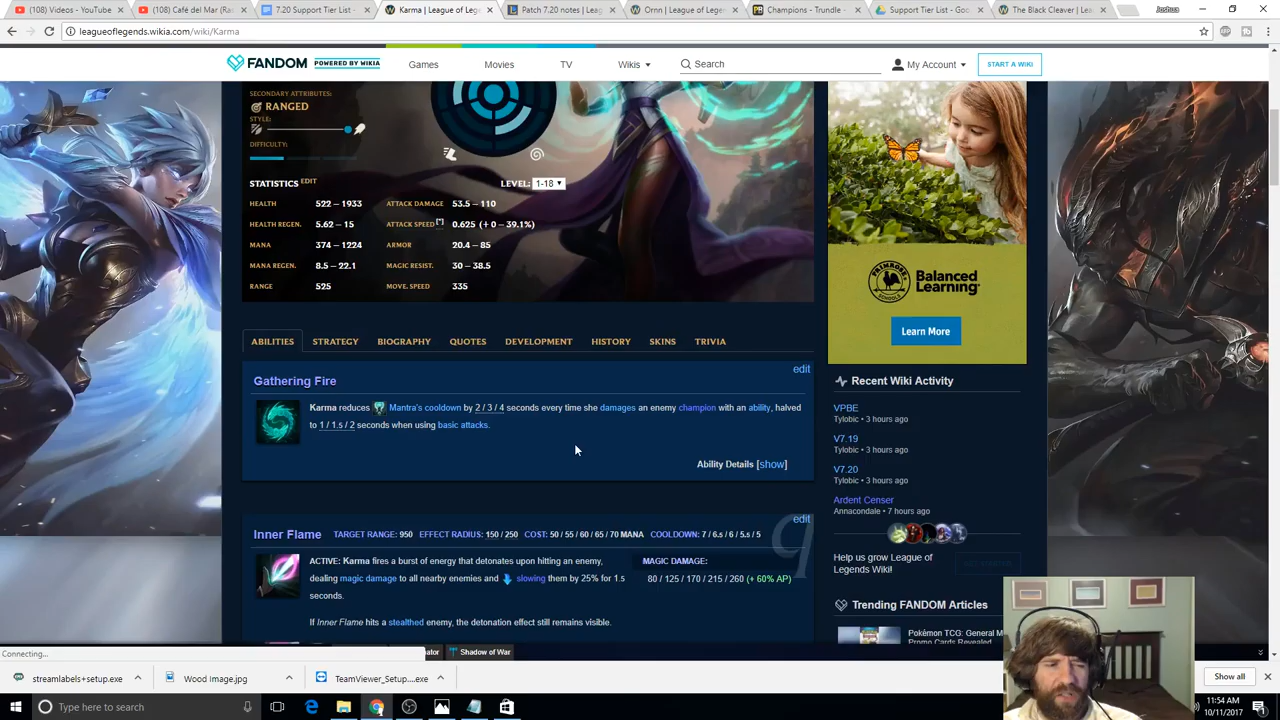 (108) Videos - YouTube
(108) Café del Mar (Ra
7.20 Support Tier List -
Karma | League of Legen
Patch 7.20 notes | Leag
Ornn | League of Legen
Champions - Trundle -
Support Tier List - Goo
The Black Cleaver | Lea
Joshua
leagueoflegends.wikia.com/wiki/Karma
FANDOM POWERED BY WIKIA
Games
Movies
TV
Wikis
Search
My Account
START A WIKI
SECONDARY ATTRIBUTES:
RANGED
STYLE:
DIFFICULTY:
STATISTICS EDIT
LEVEL: 1-18
HEALTH 522 – 1933 ATTACK DAMAGE 53.5 – 110
HEALTH REGEN. 5.62 – 15 ATTACK SPEED [*] 0.625 (+ 0 – 39.1%)
MANA 374 – 1224 ARMOR 20.4 – 85
MANA REGEN. 8.5 – 22.1 MAGIC RESIST. 30 – 38.5
RANGE 525 MOVE. SPEED 335
ABILITIES STRATEGY BIOGRAPHY QUOTES DEVELOPMENT HISTORY SKINS TRIVIA
edit
Gathering Fire
Karma reduces Mantra's cooldown by 2 / 3 / 4 seconds every time she damages an enemy champion with an ability, halved
to 1 / 1.5 / 2 seconds when using basic attacks.
Ability Details [show]
edit
Inner Flame TARGET RANGE: 950 EFFECT RADIUS: 150 / 250 COST: 50 / 55 / 60 / 65 / 70 MANA COOLDOWN: 7 / 6.5 / 6 / 5.5 / 5
q
ACTIVE: Karma fires a burst of energy that detonates upon hitting an enemy,
dealing magic damage to all nearby enemies and slowing them by 25% for 1.5
seconds.
If Inner Flame hits a stealthed enemy, the detonation effect still remains visible.
MAGIC DAMAGE:
80 / 125 / 170 / 215 / 260 (+ 60% AP)
PRIMROSE SCHOOLS
Balanced
Learning™
Learn More
Recent Wiki Activity
VPBE
Tylobic • 3 hours ago
V7.19
Tylobic • 3 hours ago
V7.20
Tylobic • 3 hours ago
Ardent Censer
Annacondale • 7 hours ago
Help us grow League of
Legends Wiki!
GET STARTED
Trending FANDOM Articles
Pokémon TCG: General M
Promo Cards Revealed
Connecting...
Shadow of War
streamlabels+setup.exe
Wood Image.jpg
TeamViewer_Setup....exe
Show all
Type here to search
11:54 AM
10/11/2017